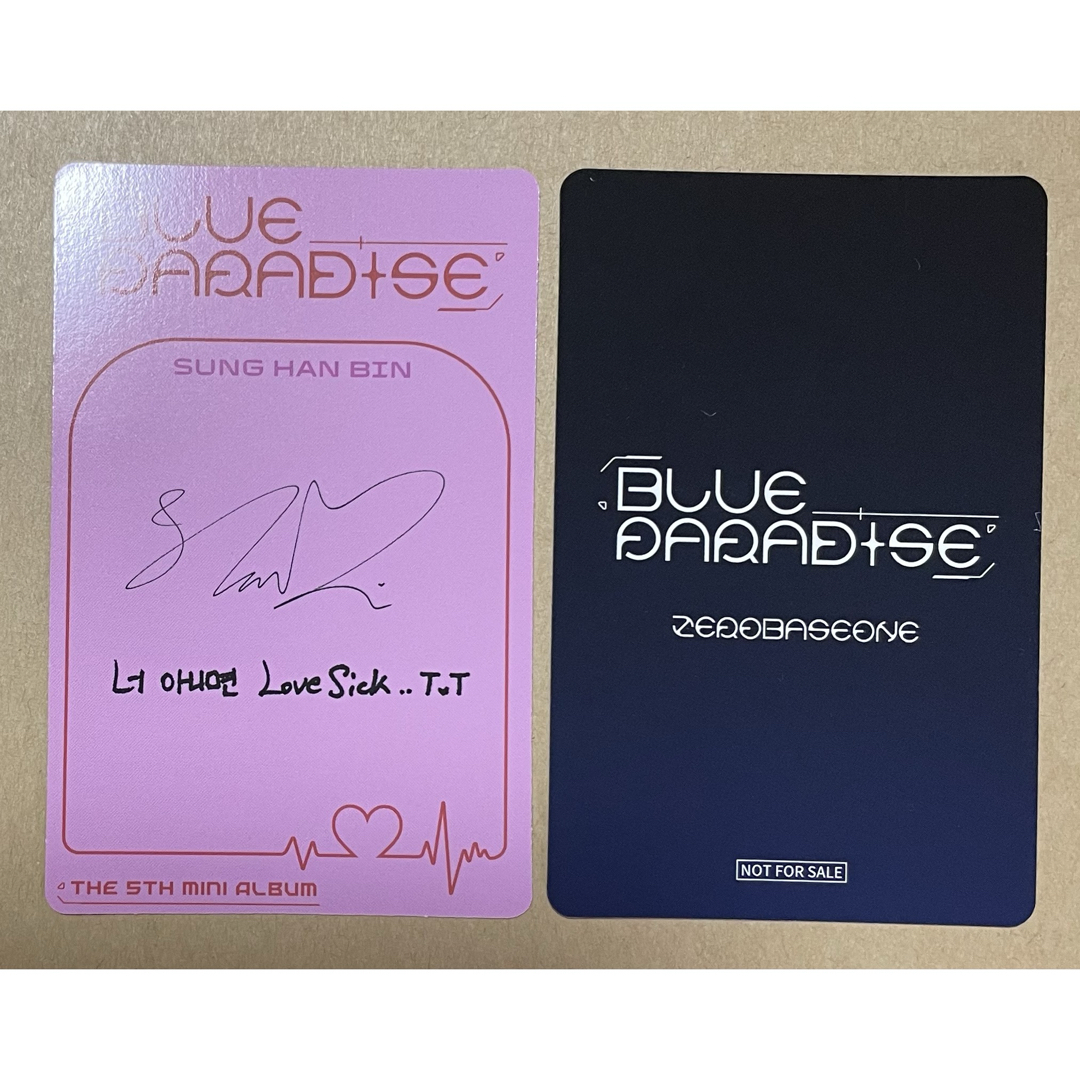 BLUE
PARADISE
SUNG HAN BIN
너 아니면 Love Sick.. TvT
THE 5TH MINI ALBUM
BLUE
PARADISE
ZEROBASEONE
NOT FOR SALE